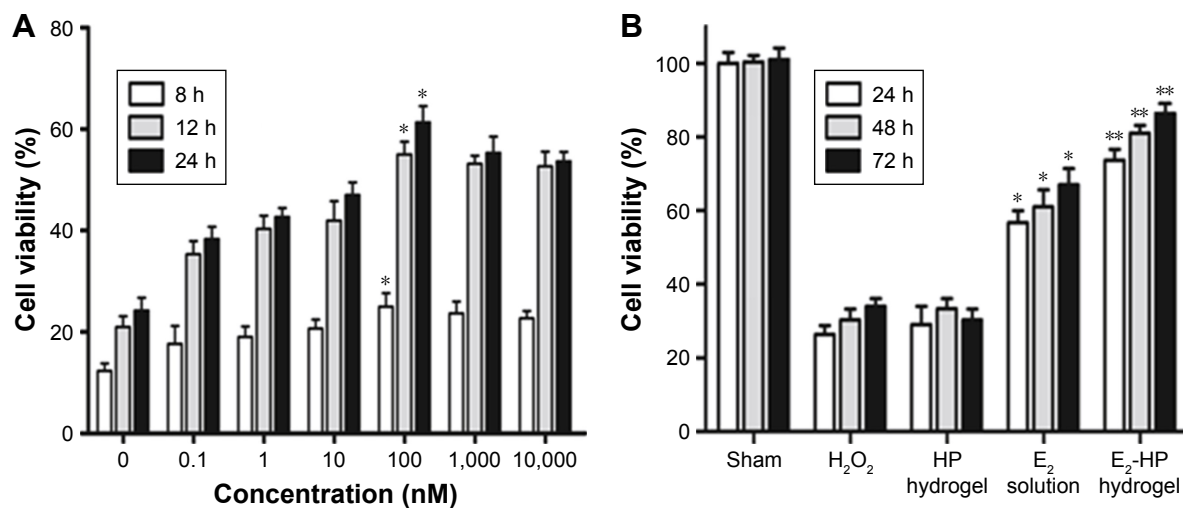 A
80
60
40
20
0
Cell viability (%)
8 h
12 h
24 h
*
*
*
0 0.1 1 10 100 1,000 10,000
Concentration (nM)
B
100
80
60
40
20
0
Cell viability (%)
24 h
48 h
72 h
* * *
** ** **
Sham
H₂O₂
HP
hydrogel
E₂
solution
E₂-HP
hydrogel